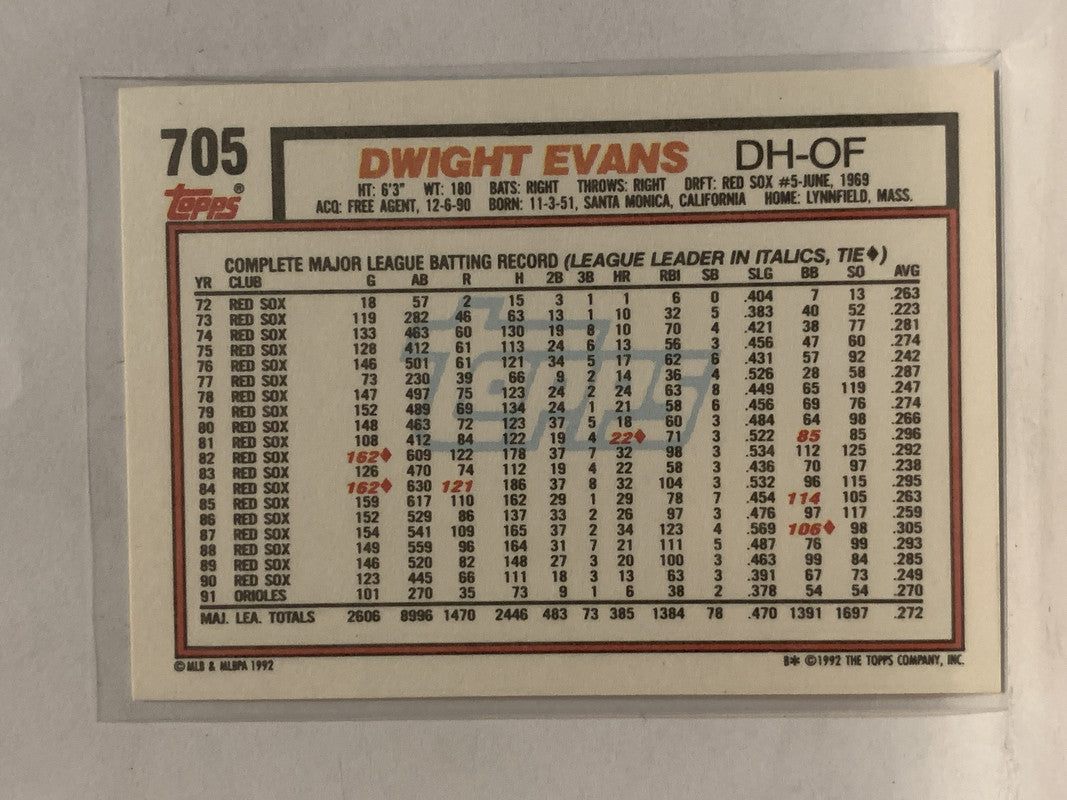 705
DWIGHT EVANS DH-OF
HT: 6'3" WT: 180 BATS: RIGHT THROWS: RIGHT DRFT: RED SOX #5-JUNE, 1969
Topps®
ACQ: FREE AGENT, 12-6-90 BORN: 11-3-51, SANTA MONICA, CALIFORNIA HOME: LYNNFIELD, MASS.
COMPLETE MAJOR LEAGUE BATTING RECORD (LEAGUE LEADER IN ITALICS, TIE♦)
YR CLUB G AB R H 2B 3B HR RBI SB SLG BB SO AVG
72 RED SOX 18 57 2 15 3 1 1 6 0 .404 7 13 .263
73 RED SOX 119 282 46 63 13 1 10 32 5 .383 40 52 .223
74 RED SOX 133 463 60 130 19 8 10 70 4 .421 38 77 .281
75 RED SOX 128 412 61 113 24 6 13 56 3 .456 47 60 .274
76 RED SOX 146 501 61 121 34 5 17 62 6 .431 57 92 .242
77 RED SOX 73 230 39 66 9 2 14 36 4 .526 28 58 .287
78 RED SOX 147 497 75 123 24 2 24 63 8 .449 65 119 .247
79 RED SOX 152 489 69 134 24 1 21 58 6 .456 69 76 .274
80 RED SOX 148 463 72 123 37 5 18 60 3 .484 64 98 .266
81 RED SOX 108 412 84 122 19 4 22♦ 71 3 .522 85 85 .296
82 RED SOX 162♦ 609 122 178 37 7 32 98 3 .534 112 125 .292
83 RED SOX 126 470 74 112 19 4 22 58 3 .436 70 97 .238
84 RED SOX 162♦ 630 121 186 37 8 32 104 3 .532 96 115 .295
85 RED SOX 159 617 110 162 29 1 29 78 7 .454 114 105 .263
86 RED SOX 152 529 86 137 33 2 26 97 3 .476 97 117 .259
87 RED SOX 154 541 109 165 37 2 34 123 4 .569 106♦ 98 .305
88 RED SOX 149 559 96 164 31 7 21 111 5 .487 76 99 .293
89 RED SOX 146 520 82 148 27 3 20 100 3 .463 99 84 .285
90 RED SOX 123 445 66 111 18 3 13 63 3 .391 67 73 .249
91 ORIOLES 101 270 35 73 9 1 6 38 2 .378 54 54 .270
MAJ. LEA. TOTALS 2606 8996 1470 2446 483 73 385 1384 78 .470 1391 1697 .272
Topps
© MLB & MLBPA 1992 B* ©1992 THE TOPPS COMPANY, INC.